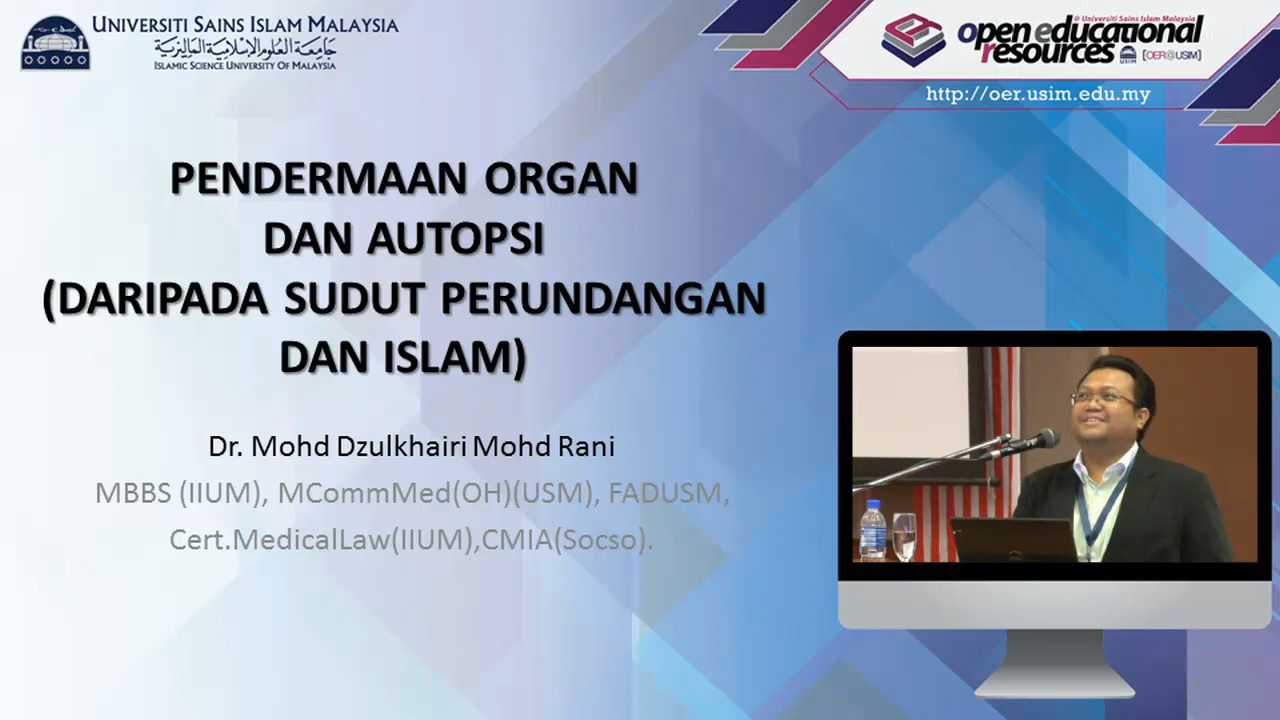 UNIVERSITI SAINS ISLAM MALAYSIA
جامعة العلوم الإسلامية الماليزية
ISLAMIC SCIENCE UNIVERSITY OF MALAYSIA
@ Universiti Sains Islam Malaysia
open educational
resources USIM [OER@USIM]
http://oer.usim.edu.my
PENDERMAAN ORGAN
DAN AUTOPSI
(DARIPADA SUDUT PERUNDANGAN
DAN ISLAM)
Dr. Mohd Dzulkhairi Mohd Rani
MBBS (IIUM), MCommMed(OH)(USM), FADUSM,
Cert.MedicalLaw(IIUM),CMIA(Socso).